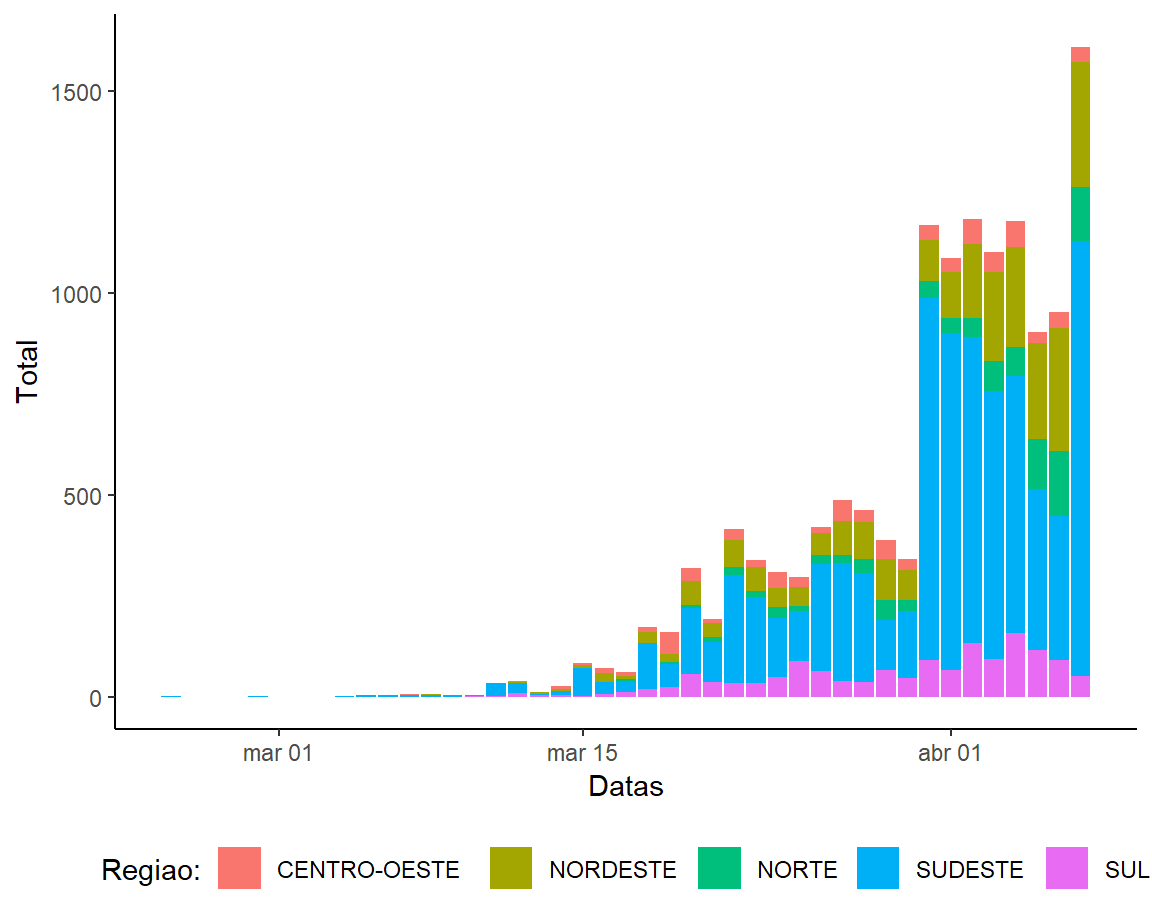 1500
1000
500
0
Total
mar 01 mar 15 abr 01
Datas
Regiao: CENTRO-OESTE NORDESTE NORTE SUDESTE SUL